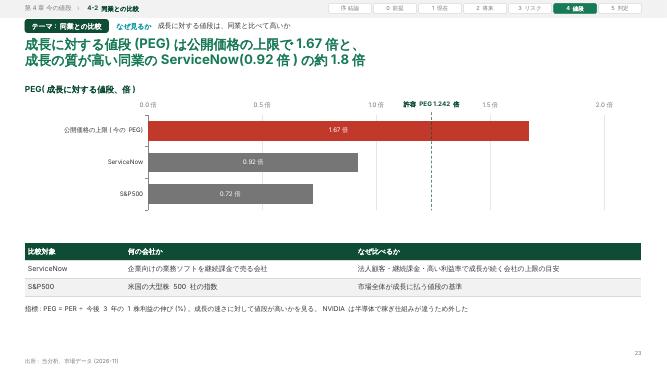 第 4 章 今の値段 › 4-2 同業との比較
序 結論 0 前提 1 現在 2 将来 3 リスク 4 値段 5 判定
テーマ：同業との比較 なぜ見るか 成長に対する値段は、同業と比べて高いか
成長に対する値段 (PEG) は公開価格の上限で 1.67 倍と、
成長の質が高い同業の ServiceNow(0.92 倍 ) の約 1.8 倍
PEG( 成長に対する値段、倍 )
0.0 倍 0.5 倍 1.0 倍 許容 PEG 1.242 倍 1.5 倍 2.0 倍
公開価格の上限 ( 今の PEG) 1.67 倍
ServiceNow 0.92 倍
S&P500 0.72 倍
比較対象 何の会社か なぜ比べるか
ServiceNow 企業向けの業務ソフトを継続課金で売る会社 法人顧客・継続課金・高い利益率で成長が続く会社の上限の目安
S&P500 米国の大型株 500 社の指数 市場全体が成長に払う値段の基準
指標：PEG = PER ÷ 今後 3 年の 1 株利益の伸び (%) 。成長の速さに対して値段が高いかを見る。 NVIDIA は半導体で稼ぎ仕組みが違うため外した
23
出所：当分析、市場データ (2026-11)